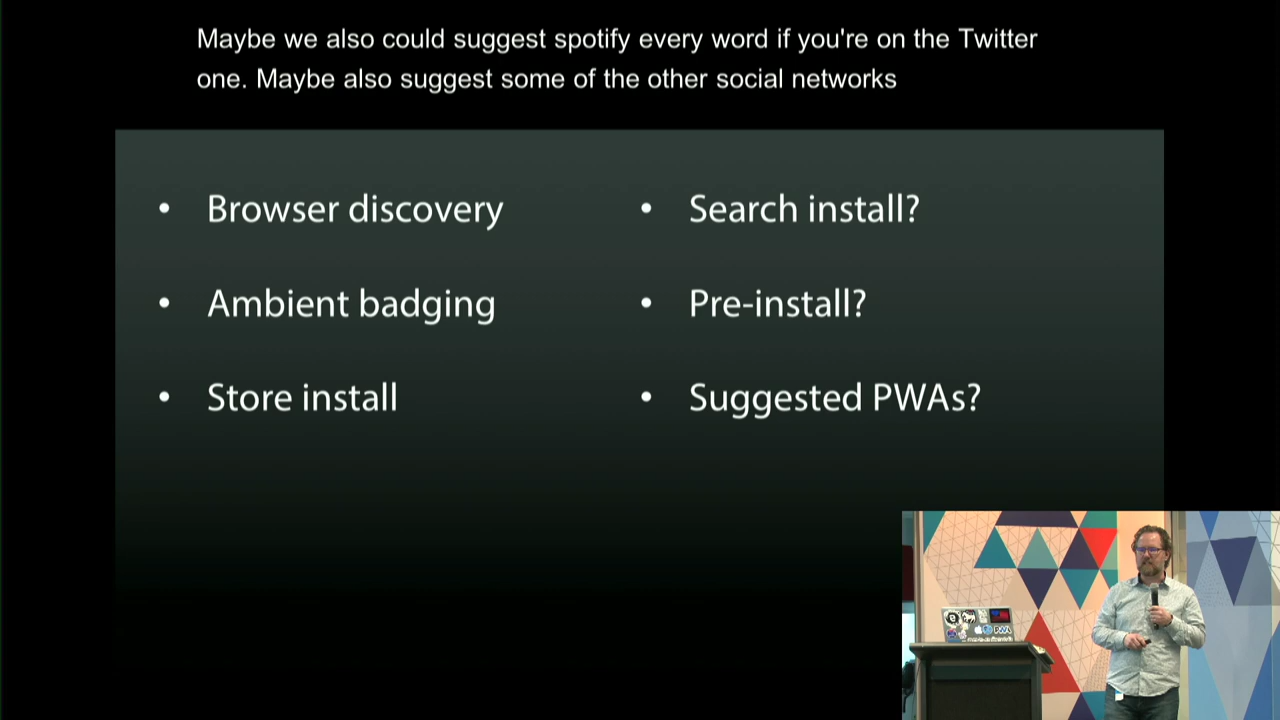 Maybe we also could suggest spotify every word if you're on the Twitter
one. Maybe also suggest some of the other social networks
• Browser discovery
• Ambient badging
• Store install
• Search install?
• Pre-install?
• Suggested PWAs?
PWA